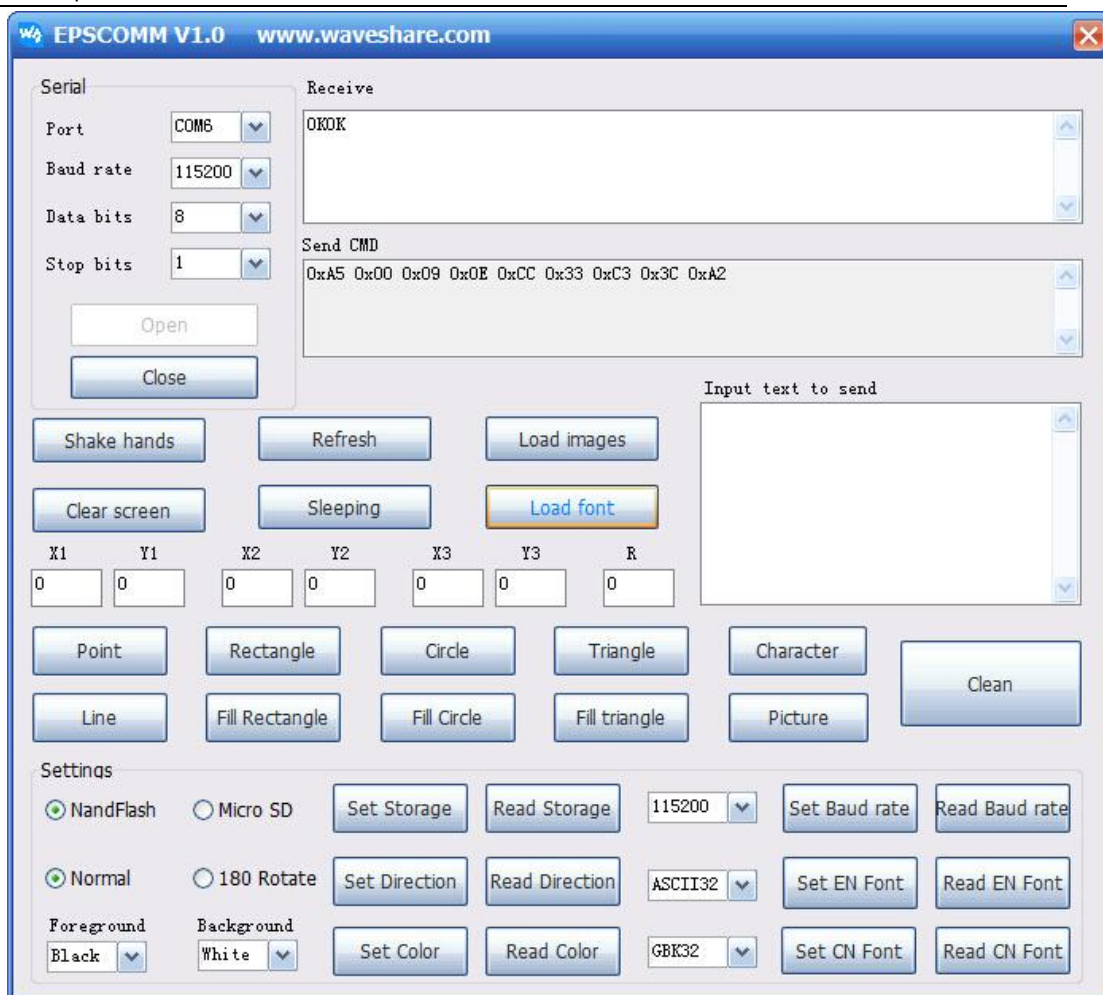 EPSCOMM V1.0 www.waveshare.com
Serial
Port
COM6
Baud rate
115200
Data bits
8
Stop bits
1
Open
Close
Receive
OKOK
Send CMD
0xA5 0x00 0x09 0x0E 0xCC 0x33 0xC3 0x3C 0xA2
Input text to send
Shake hands
Refresh
Load images
Clear screen
Sleeping
Load font
X1 Y1 X2 Y2 X3 Y3 R
0 0 0 0 0 0 0
Point
Rectangle
Circle
Triangle
Character
Clean
Line
Fill Rectangle
Fill Circle
Fill triangle
Picture
Settings
NandFlash
Micro SD
Set Storage
Read Storage
115200
Set Baud rate
Read Baud rate
Normal
180 Rotate
Set Direction
Read Direction
ASCII32
Set EN Font
Read EN Font
Foreground
Black
Background
White
Set Color
Read Color
GBK32
Set CN Font
Read CN Font